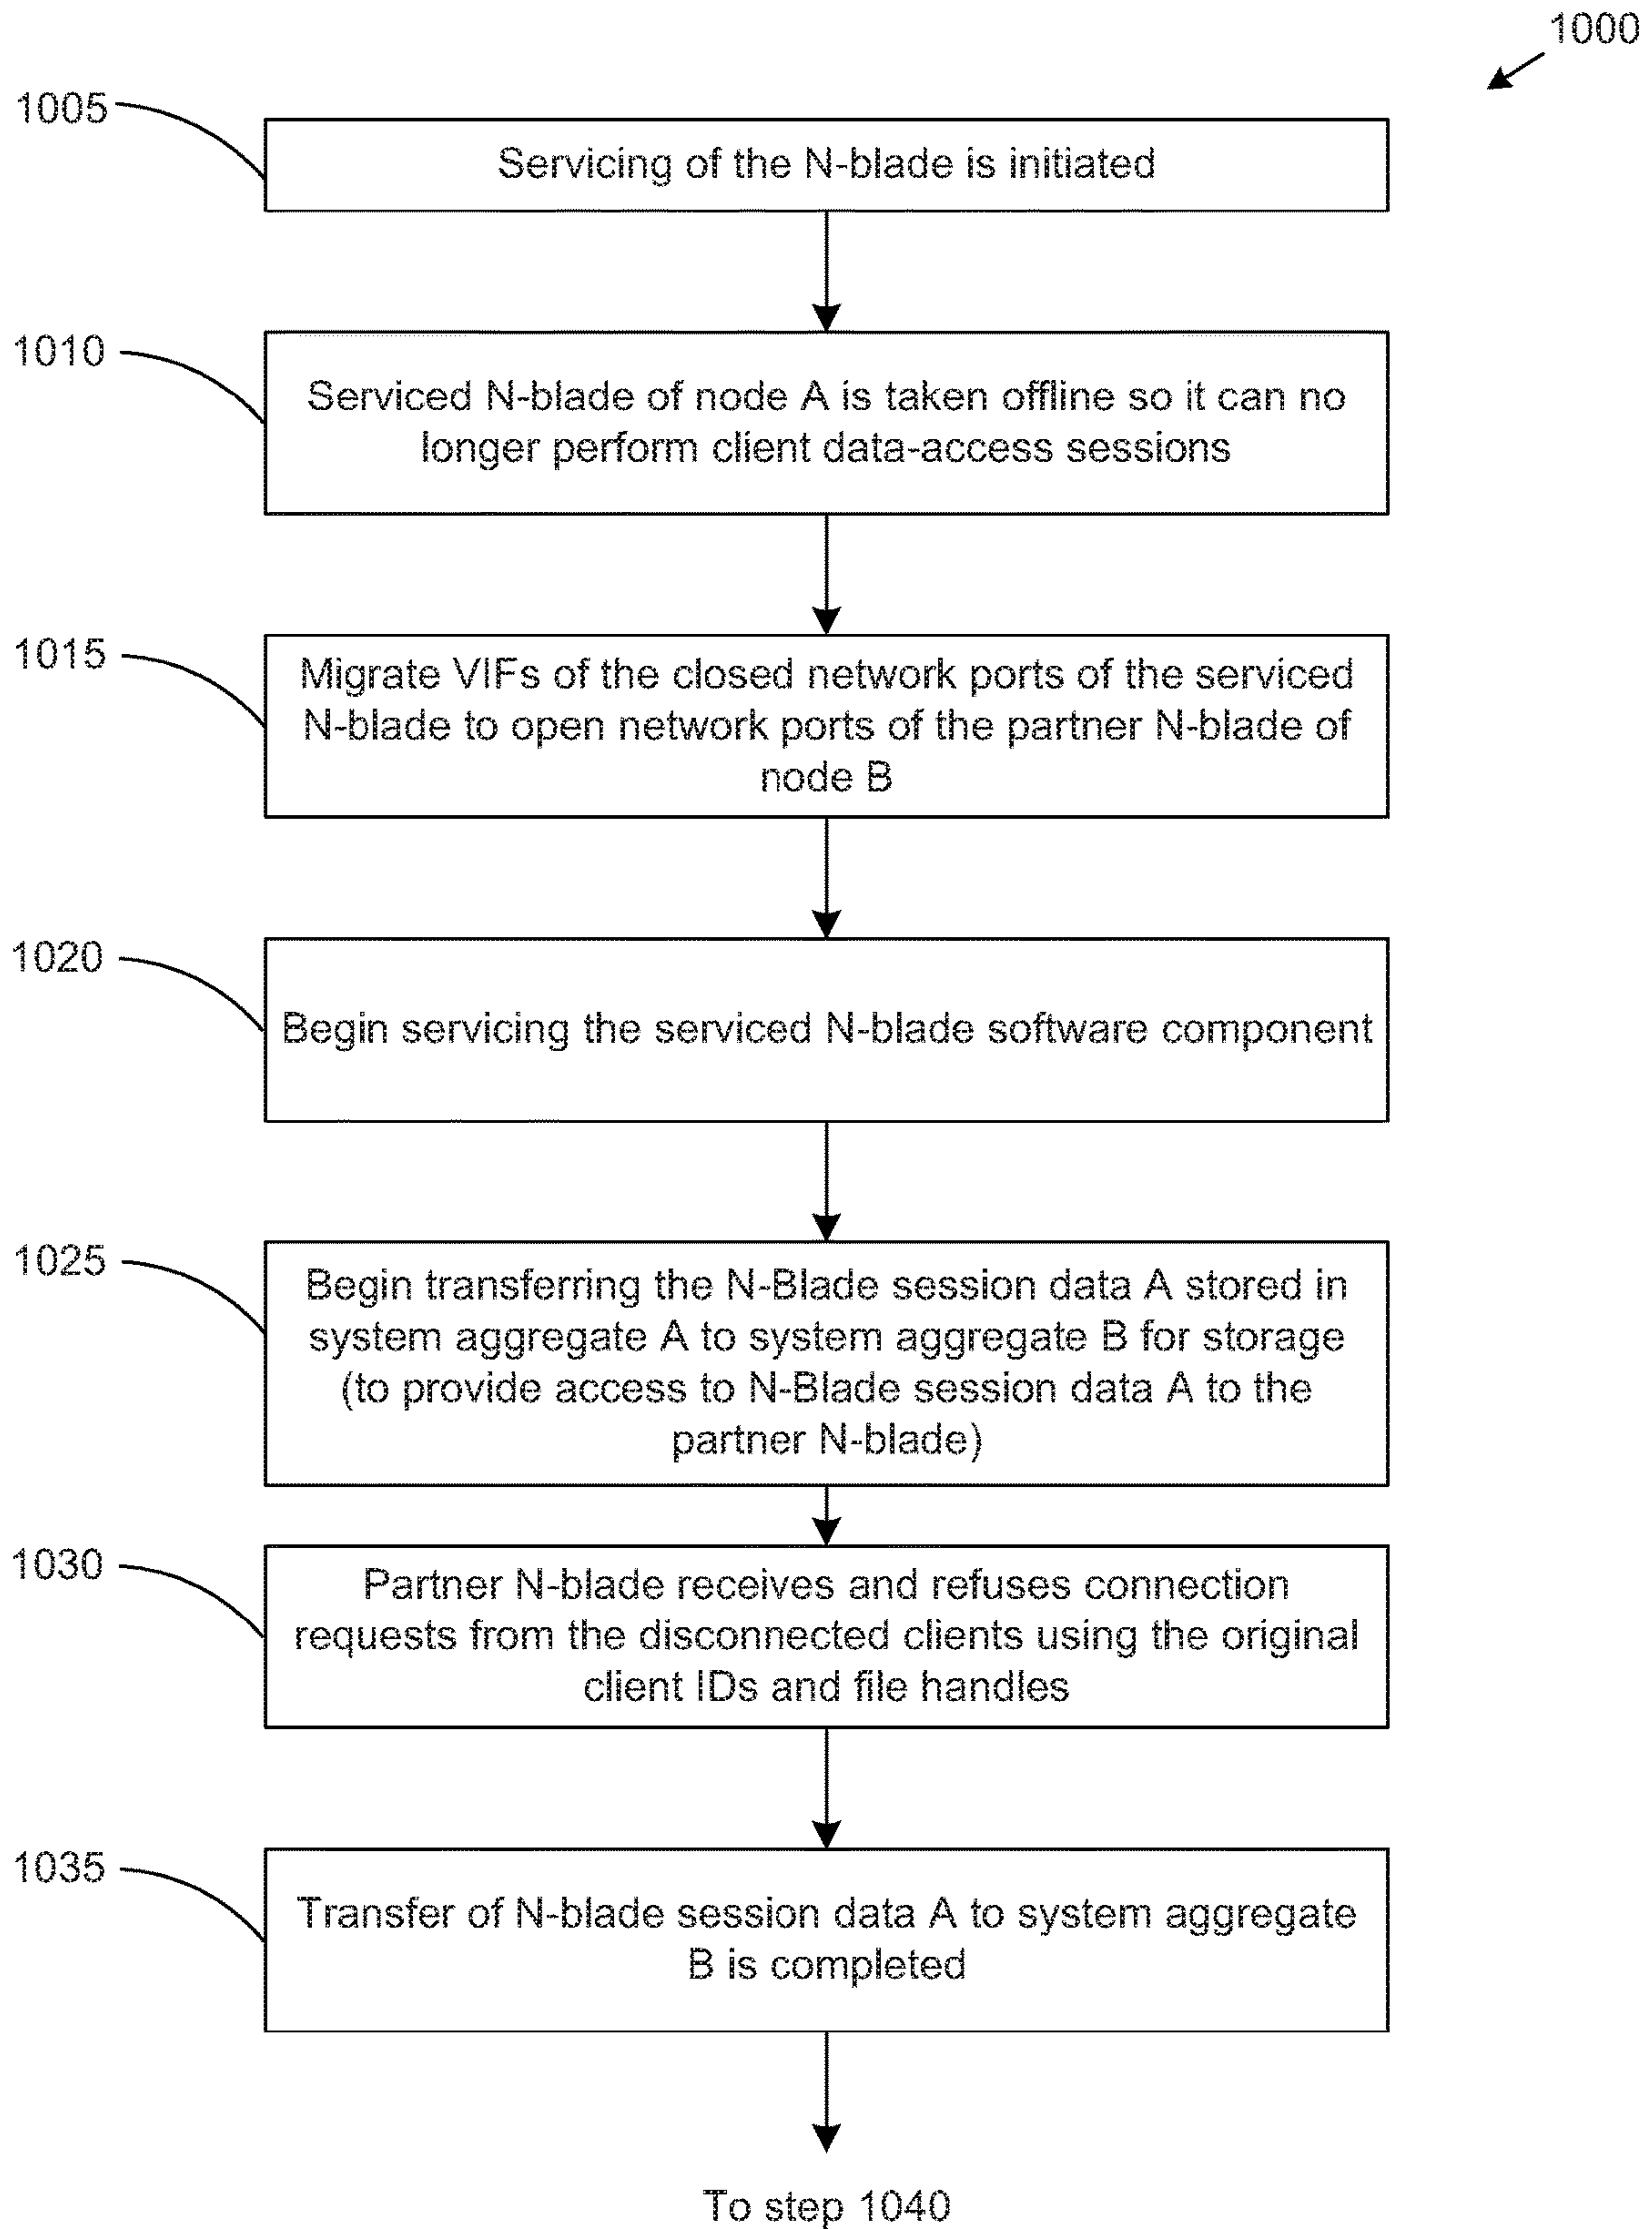 1000
1005
Servicing of the N-blade is initiated
1010
Serviced N-blade of node A is taken offline so it can no
longer perform client data-access sessions
1015
Migrate VIFs of the closed network ports of the serviced
N-blade to open network ports of the partner N-blade of
node B
1020
Begin servicing the serviced N-blade software component
1025
Begin transferring the N-Blade session data A stored in
system aggregate A to system aggregate B for storage
(to provide access to N-Blade session data A to the
partner N-blade)
1030
Partner N-blade receives and refuses connection
requests from the disconnected clients using the original
client IDs and file handles
1035
Transfer of N-blade session data A to system aggregate
B is completed
To step 1040